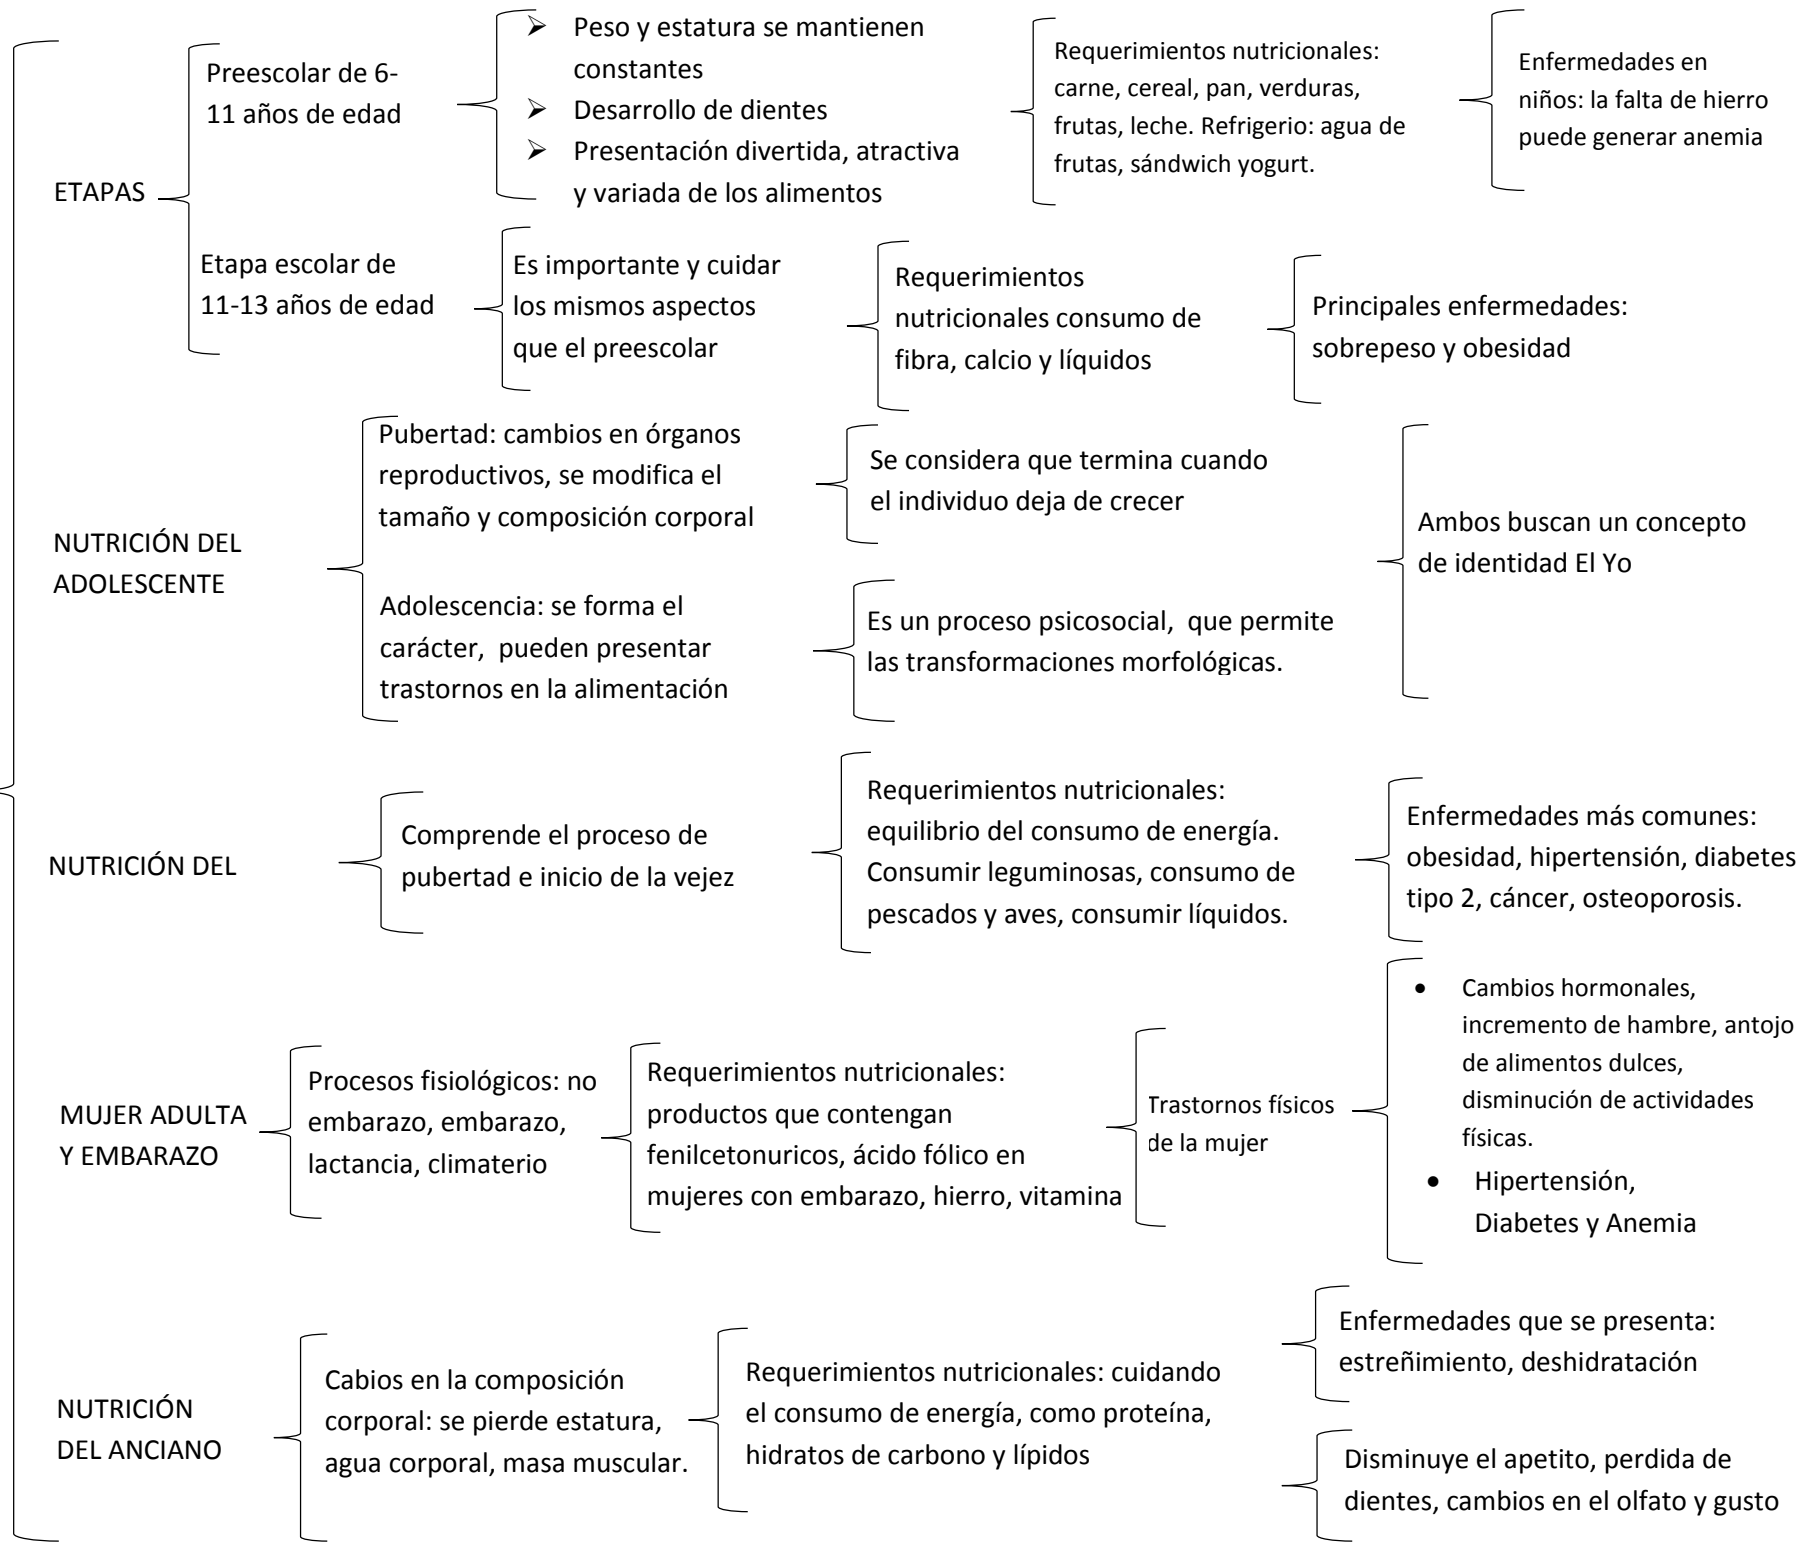 ETAPAS
Preescolar de 6-
11 años de edad
➢ Peso y estatura se mantienen
constantes
➢ Desarrollo de dientes
➢ Presentación divertida, atractiva
y variada de los alimentos
Requerimientos nutricionales:
carne, cereal, pan, verduras,
frutas, leche. Refrigerio: agua de
frutas, sándwich yogurt.
Enfermedades en
niños: la falta de hierro
puede generar anemia
Etapa escolar de
11-13 años de edad
Es importante y cuidar
los mismos aspectos
que el preescolar
Requerimientos
nutricionales consumo de
fibra, calcio y líquidos
Principales enfermedades:
sobrepeso y obesidad
NUTRICIÓN DEL
ADOLESCENTE
Pubertad: cambios en órganos
reproductivos, se modifica el
tamaño y composición corporal
Se considera que termina cuando
el individuo deja de crecer
Adolescencia: se forma el
carácter, pueden presentar
trastornos en la alimentación
Es un proceso psicosocial, que permite
las transformaciones morfológicas.
Ambos buscan un concepto
de identidad El Yo
NUTRICIÓN DEL
Comprende el proceso de
pubertad e inicio de la vejez
Requerimientos nutricionales:
equilibrio del consumo de energía.
Consumir leguminosas, consumo de
pescados y aves, consumir líquidos.
Enfermedades más comunes:
obesidad, hipertensión, diabetes
tipo 2, cáncer, osteoporosis.
MUJER ADULTA
Y EMBARAZO
Procesos fisiológicos: no
embarazo, embarazo,
lactancia, climaterio
Requerimientos nutricionales:
productos que contengan
fenilcetonuricos, ácido fólico en
mujeres con embarazo, hierro, vitamina
Trastornos físicos
de la mujer
• Cambios hormonales,
incremento de hambre, antojo
de alimentos dulces,
disminución de actividades
físicas.
• Hipertensión,
Diabetes y Anemia
NUTRICIÓN
DEL ANCIANO
Cabios en la composición
corporal: se pierde estatura,
agua corporal, masa muscular.
Requerimientos nutricionales: cuidando
el consumo de energía, como proteína,
hidratos de carbono y lípidos
Enfermedades que se presenta:
estreñimiento, deshidratación
Disminuye el apetito, perdida de
dientes, cambios en el olfato y gusto